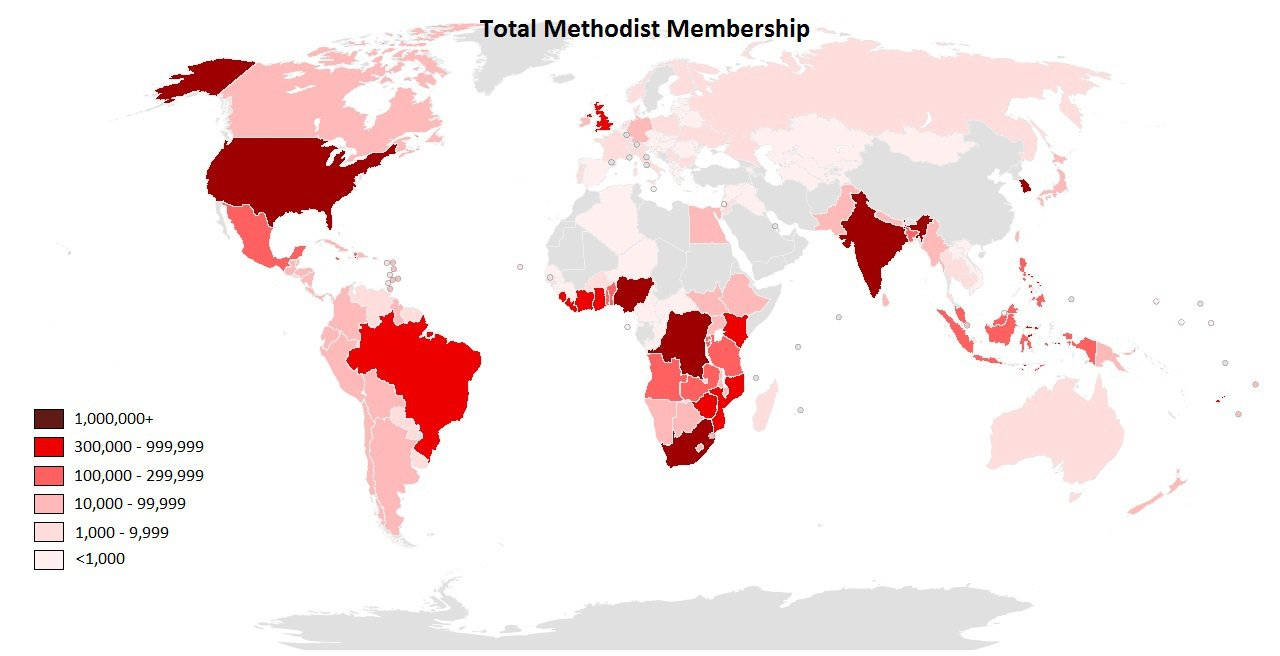 Total Methodist Membership
1,000,000+
300,000 - 999,999
100,000 - 299,999
10,000 - 99,999
1,000 - 9,999
<1,000